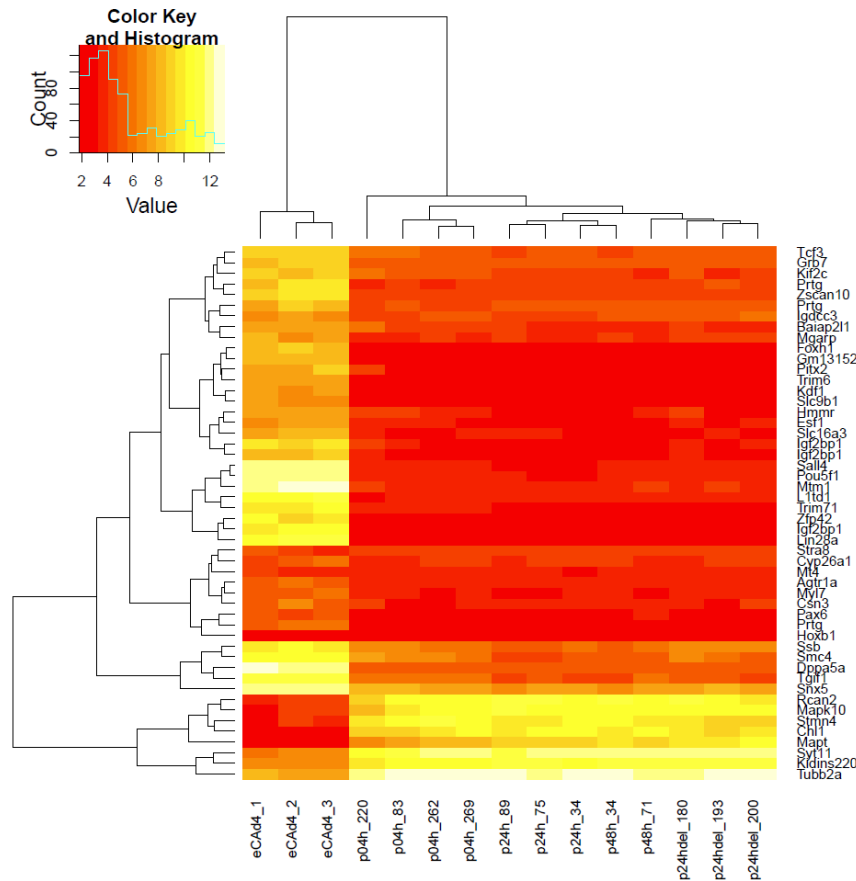 Color Key
and Histogram
Count
0
40
80
2
4
6
8
12
Value
Tcf3
Grb7
Kif2c
Prtg
Zscan10
Prtg
Igdcc3
Baiap2l1
Mgarp
Foxh1
Gm13152
Pitx2
Trim6
Kdf1
Slc9b1
Hmmr
Esf1
Slc16a3
Igf2bp1
Igf2bp1
Sall4
Pou5f1
Mtm1
L1td1
Trim71
Zfp42
Igf2bp1
Lin28a
Stra8
Cyp26a1
Mt4
Agtr1a
Myl7
Csn3
Pax6
Prtg
Hoxb1
Ssb
Smc4
Dppa5a
Tgif1
Snx5
Rcan2
Mapk10
Stmn4
Chl1
Mapt
Syt11
Kidins220
Tubb2a
eCAd4_1
eCAd4_2
eCAd4_3
p04h_220
p04h_83
p04h_262
p04h_269
p24h_89
p24h_75
p24h_34
p48h_34
p48h_71
p24hdel_180
p24hdel_193
p24hdel_200